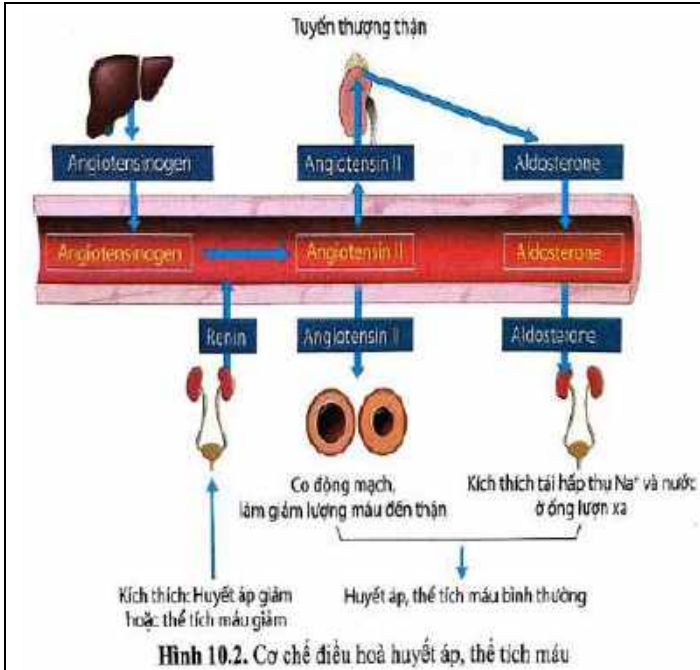 Tuyến thượng thận
Angiotensinogen
Angiotensin II
Aldosterone
Angiotensinogen
Angiotensin II
Aldosterone
Renin
Angiotensin II
Aldosterone
Co động mạch,
làm giảm lượng máu đến thận
Kích thích tái hấp thụ Na⁺ và nước
ở ống lượn xa
Kích thích: Huyết áp giảm
hoặc thể tích máu giảm
Huyết áp, thể tích máu bình thường
Hình 10.2. Cơ chế điều hoà huyết áp, thể tích máu